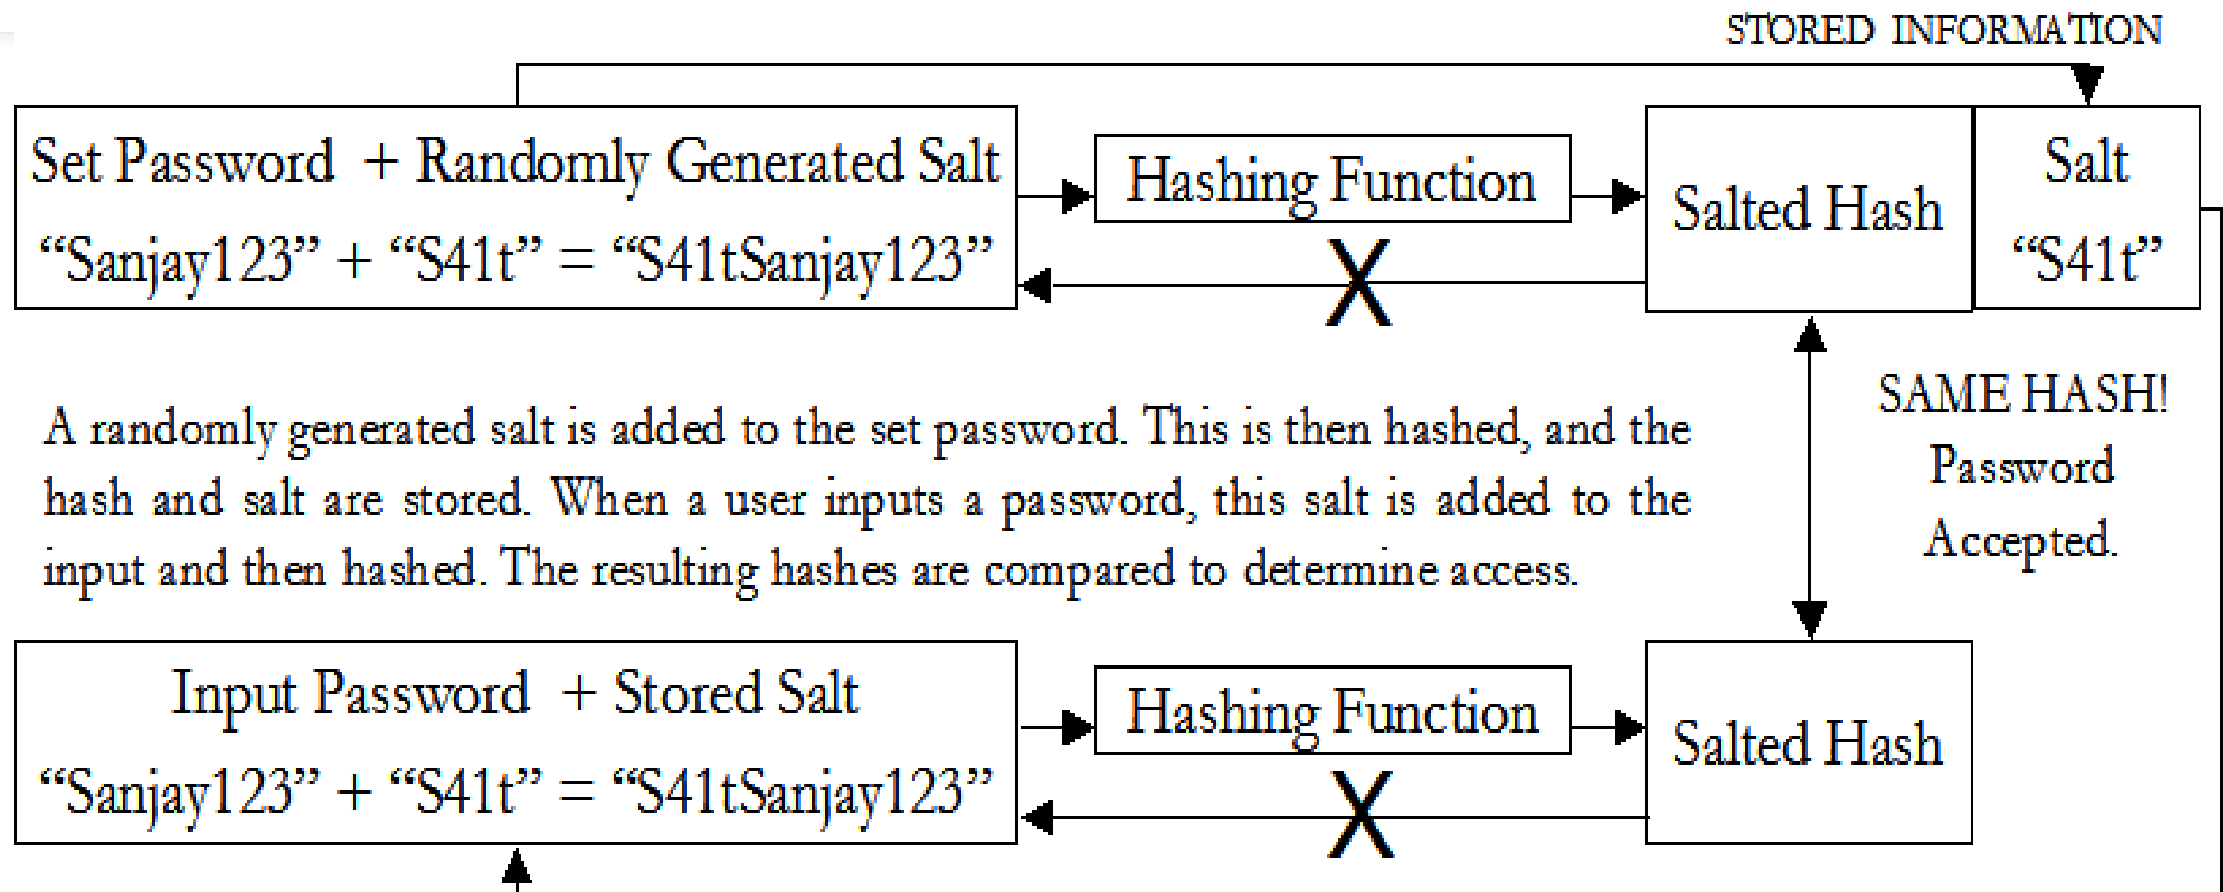 STORED INFORMATION
Set Password + Randomly Generated Salt
“Sanjay123” + “S41t” = “S41tSanjay123”
Hashing Function
X
Salted Hash
Salt
“S41t”
A randomly generated salt is added to the set password. This is then hashed, and the
hash and salt are stored. When a user inputs a password, this salt is added to the
input and then hashed. The resulting hashes are compared to determine access.
SAME HASH!
Password
Accepted.
Input Password + Stored Salt
“Sanjay123” + “S41t” = “S41tSanjay123”
Hashing Function
X
Salted Hash